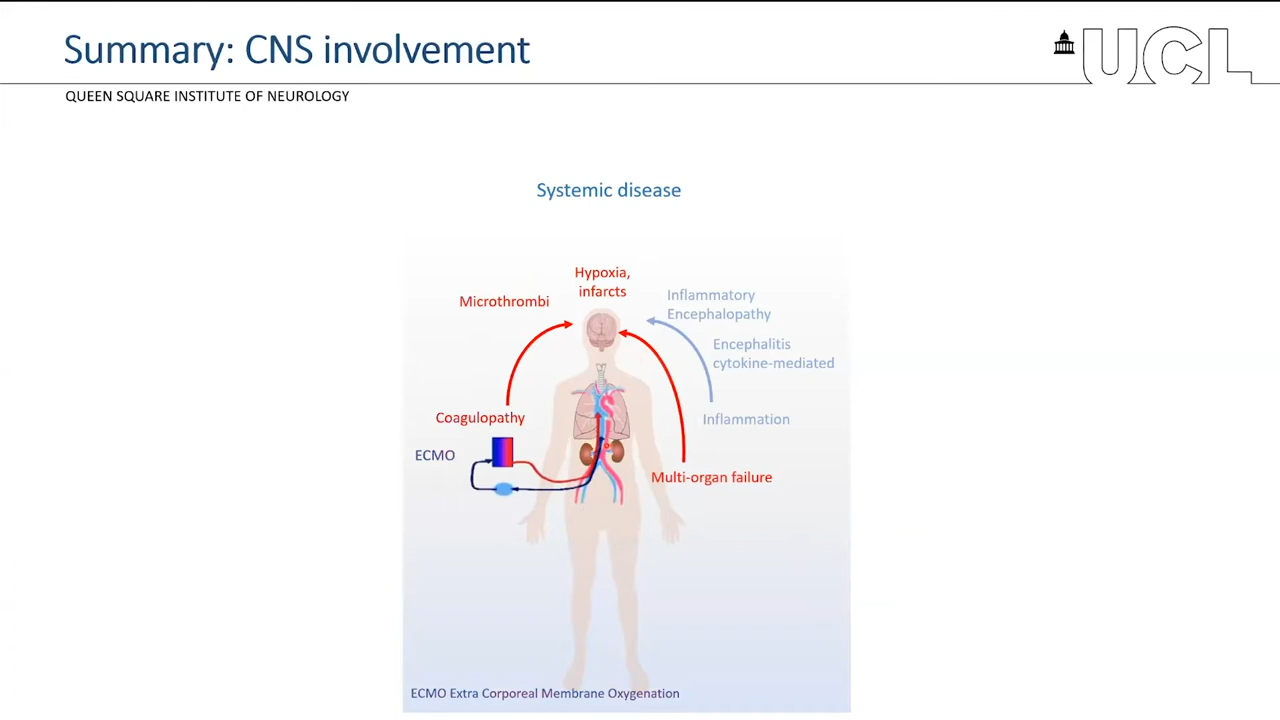 Summary: CNS involvement
UCL
QUEEN SQUARE INSTITUTE OF NEUROLOGY
Systemic disease
Hypoxia,
infarcts
Microthrombi
Inflammatory
Encephalopathy
Encephalitis
cytokine-mediated
Coagulopathy
Inflammation
ECMO
Multi-organ failure
ECMO Extra Corporeal Membrane Oxygenation